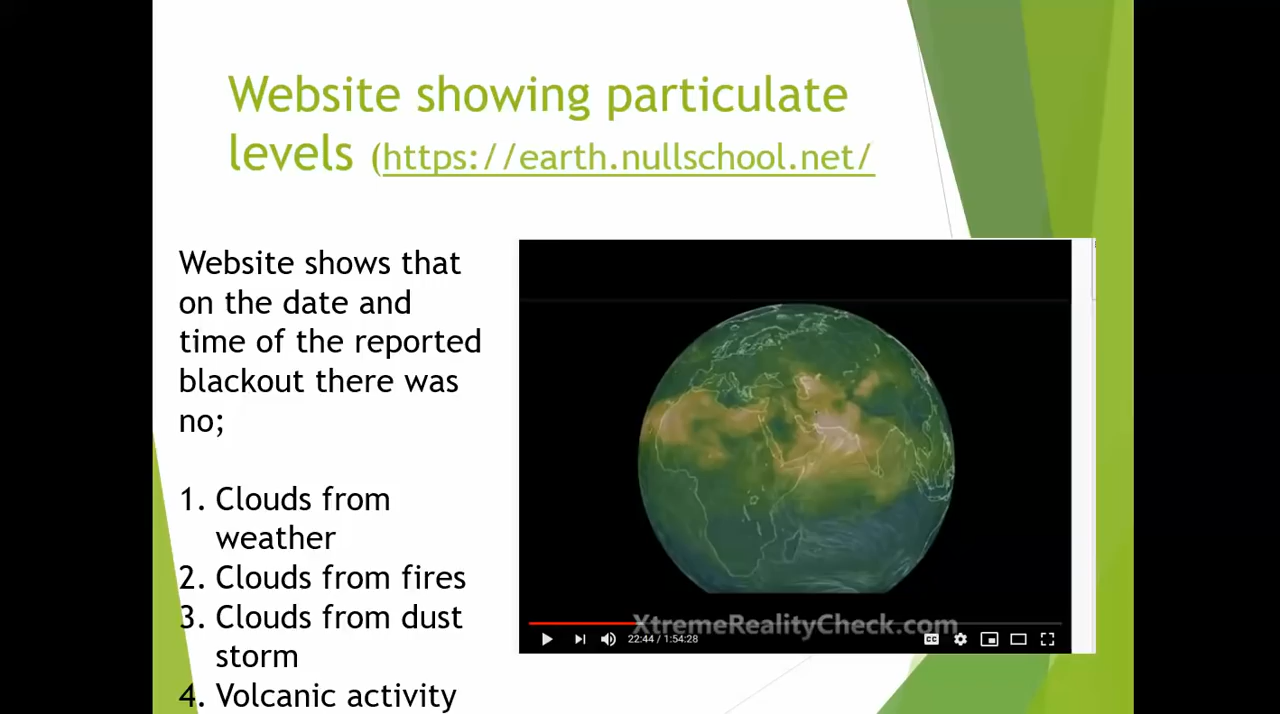 Website showing particulate
levels (https://earth.nullschool.net/
Website shows that
on the date and
time of the reported
blackout there was
no;
1. Clouds from
weather
2. Clouds from fires
3. Clouds from dust
storm
4. Volcanic activity
XtremeRealityCheck.com
22:44 / 1:54:28
CC